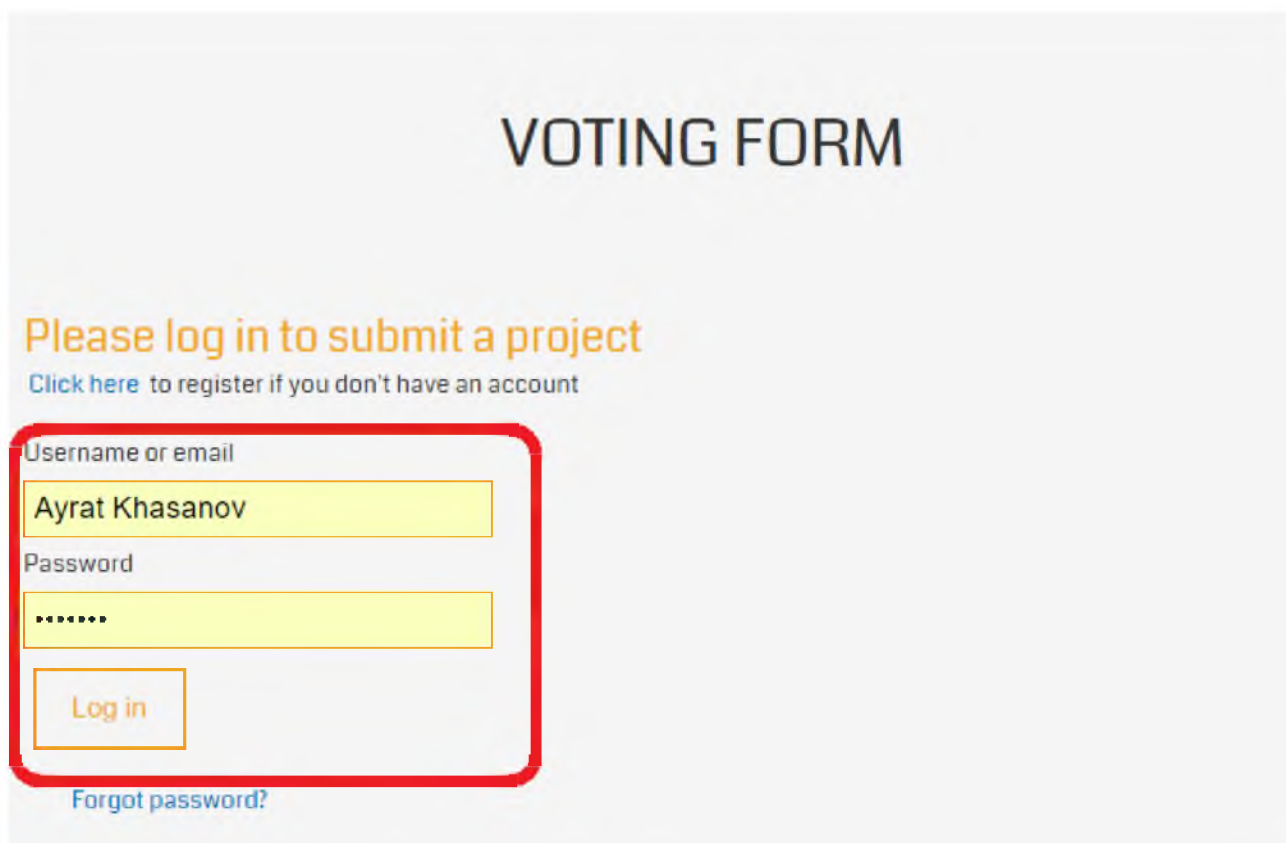 VOTING FORM
Please log in to submit a project
Click here to register if you don't have an account
Username or email
Ayrat Khasanov
Password
•••••••
Log in
Forgot password?